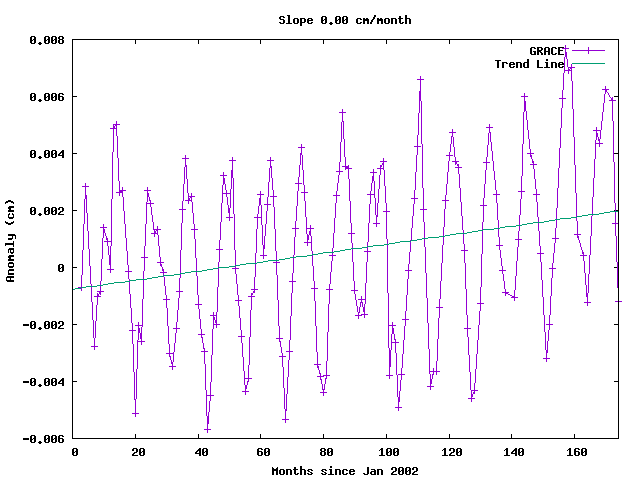 Slope 0.00 cm/month
0.008
GRACE
Trend Line
0.006
0.004
0.002
0
-0.002
-0.004
-0.006
Anomaly (cm)
0 20 40 60 80 100 120 140 160
Months since Jan 2002